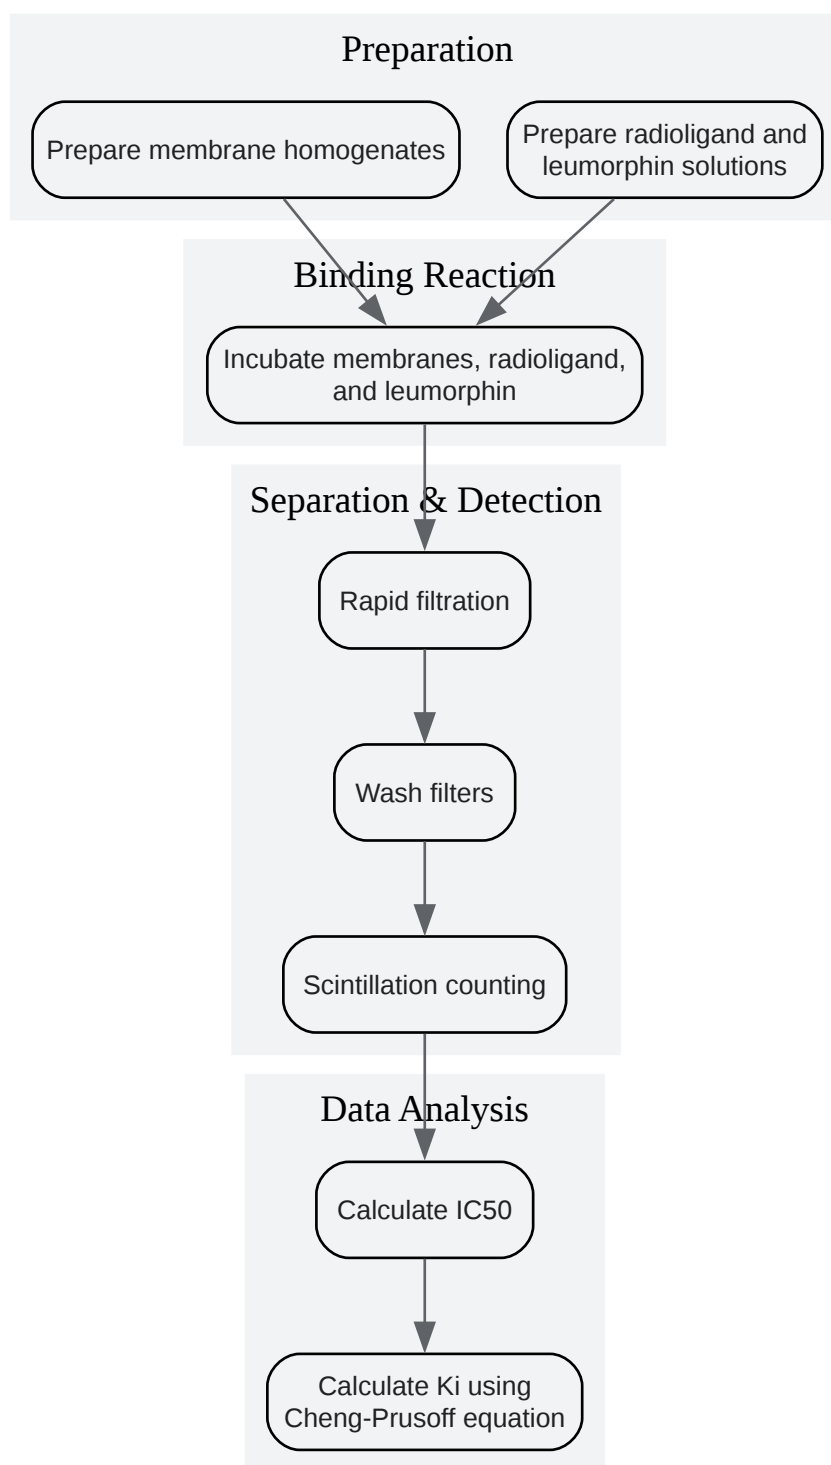 Preparation
Prepare membrane homogenates
Prepare radioligand and
leumorphin solutions
Binding Reaction
Incubate membranes, radioligand,
and leumorphin
Separation & Detection
Rapid filtration
Wash filters
Scintillation counting
Data Analysis
Calculate IC50
Calculate Ki using
Cheng-Prusoff equation